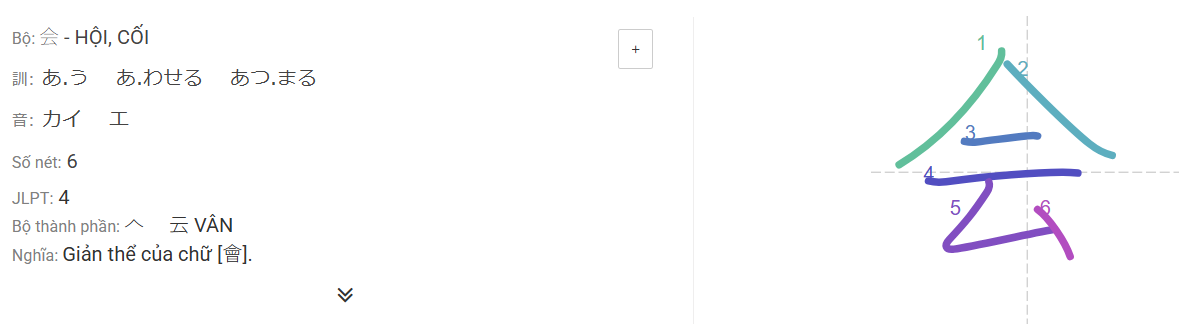 Bộ: 会 - HỘI, CỐI
+
訓: あ.う あ.わせる あつ.まる
音: カイ エ
Số nét: 6
JLPT: 4
Bộ thành phần: 𠆢 云 VÂN
Nghĩa: Giản thể của chữ [會].
会
1
2
3
4
5
6